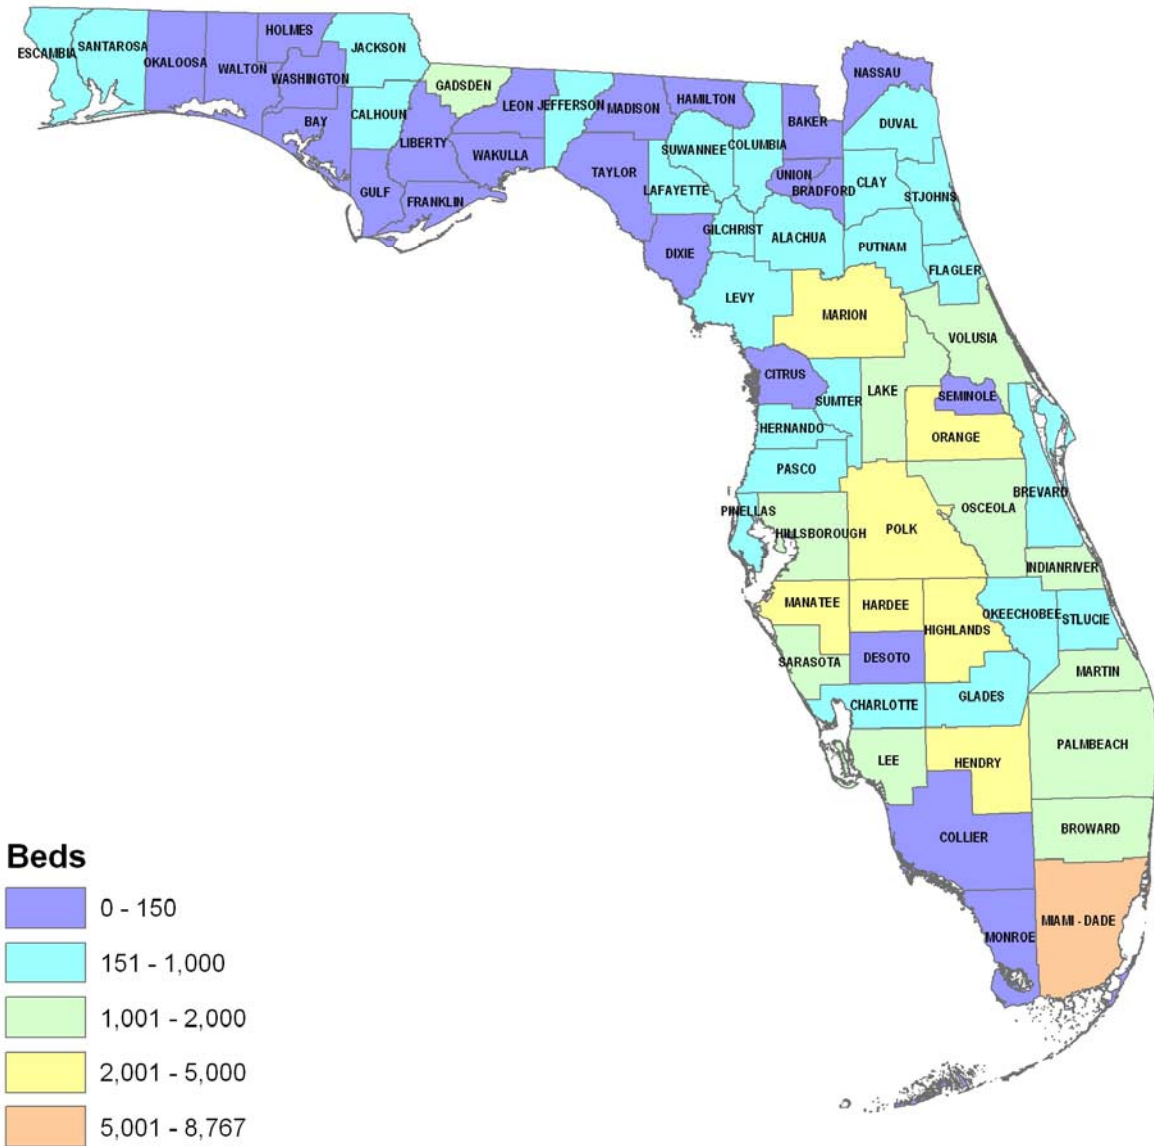 HOLMES
ESCAMBIA
SANTAROSA
OKALOOSA
WALTON
WASHINGTON
JACKSON
BAY
CALHOUN
GADSDEN
LIBERTY
GULF
FRANKLIN
LEON
WAKULLA
JEFFERSON
MADISON
TAYLOR
HAMILTON
SUWANNEE
LAFAYETTE
COLUMBIA
BAKER
NASSAU
DUVAL
UNION
BRADFORD
CLAY
STJOHNS
DIXIE
GILCHRIST
ALACHUA
PUTNAM
FLAGLER
LEVY
MARION
VOLUSIA
CITRUS
SUMTER
LAKE
SEMINOLE
HERNANDO
ORANGE
PASCO
PINELLAS
HILLSBOROUGH
POLK
OSCEOLA
BREVARD
INDIANRIVER
MANATEE
HARDEE
HIGHLANDS
OKEECHOBEE
STLUCIE
SARASOTA
DESOTO
MARTIN
CHARLOTTE
GLADES
LEE
HENDRY
PALMBEACH
COLLIER
BROWARD
MONROE
MIAMI - DADE
Beds
0 - 150
151 - 1,000
1,001 - 2,000
2,001 - 5,000
5,001 - 8,767